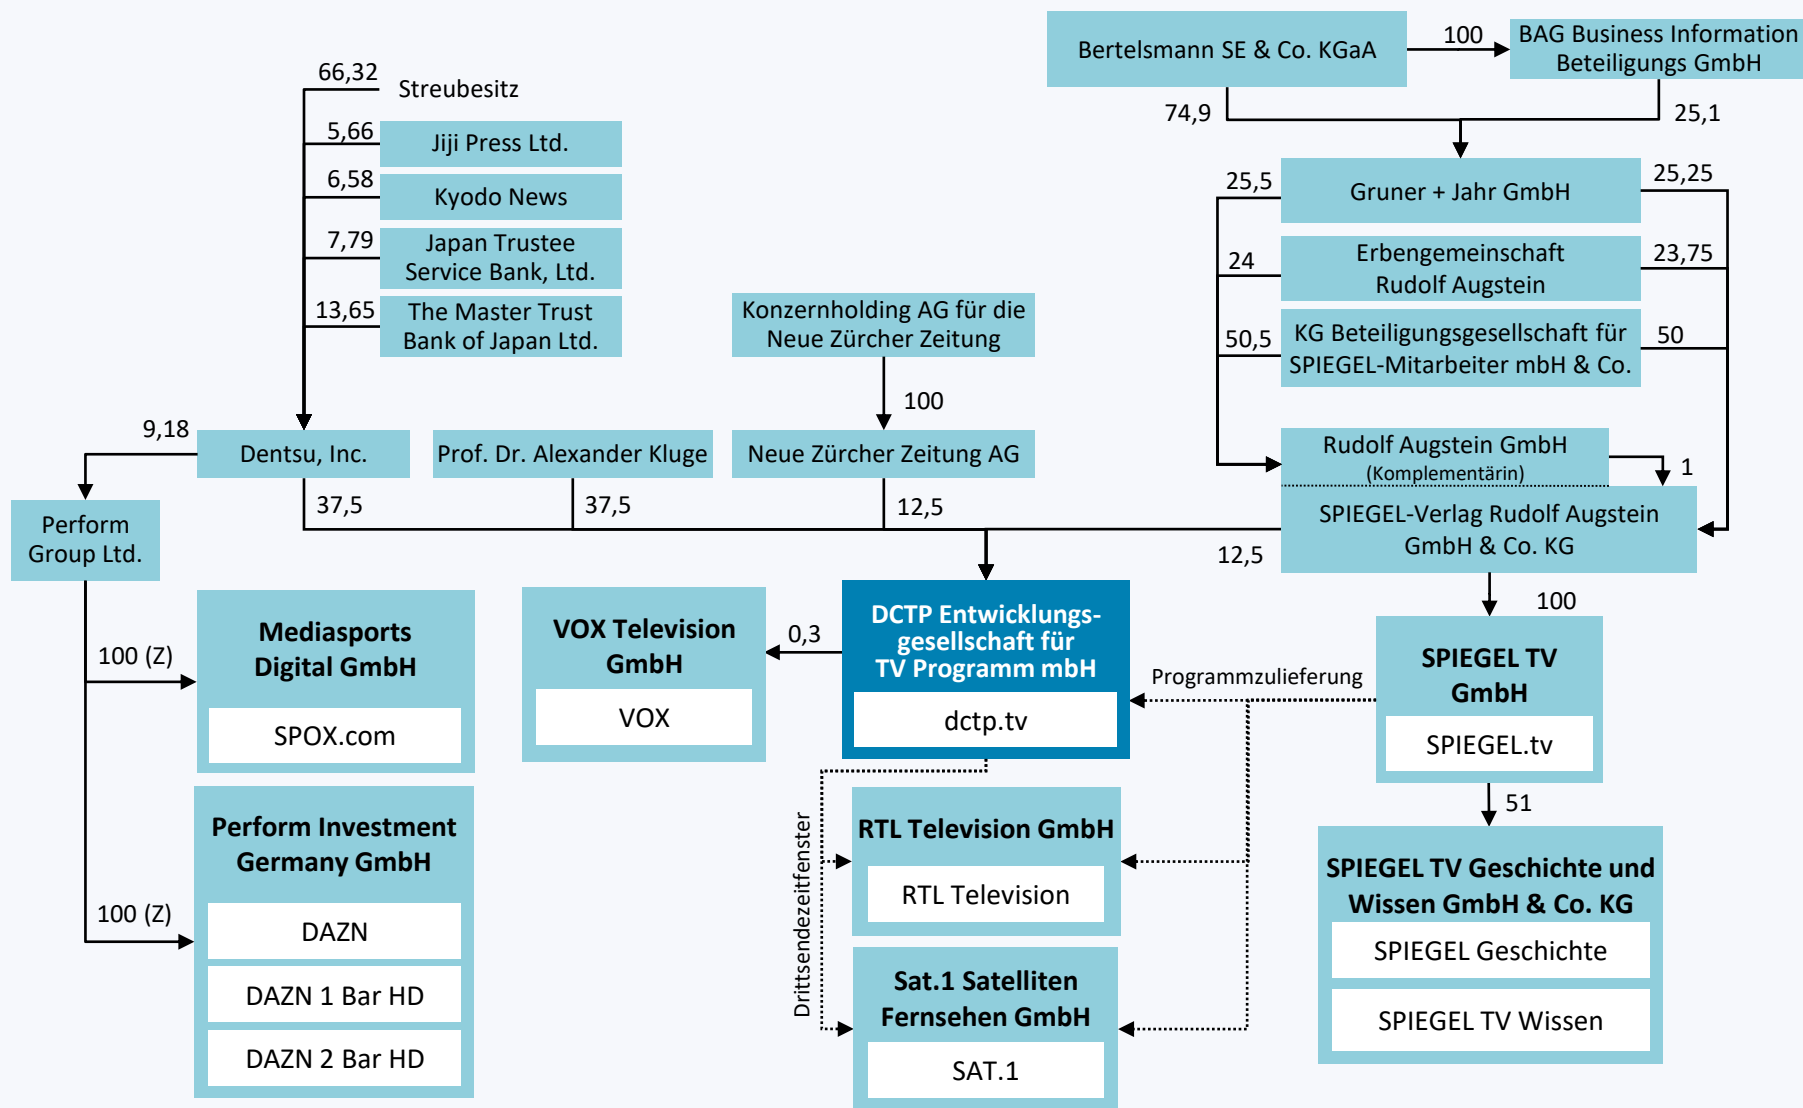 Bertelsmann SE & Co. KGaA
100
BAG Business Information
Beteiligungs GmbH
74,9
25,1
66,32
Streubesitz
5,66
Jiji Press Ltd.
6,58
Kyodo News
7,79
Japan Trustee
Service Bank, Ltd.
13,65
The Master Trust
Bank of Japan Ltd.
Konzernholding AG für die
Neue Zürcher Zeitung
100
25,5
Gruner + Jahr GmbH
25,25
24
Erbengemeinschaft
Rudolf Augstein
23,75
50,5
KG Beteiligungsgesellschaft für
SPIEGEL-Mitarbeiter mbH & Co.
50
9,18
Dentsu, Inc.
Prof. Dr. Alexander Kluge
Neue Zürcher Zeitung AG
Rudolf Augstein GmbH
(Komplementärin)
1
37,5
37,5
12,5
12,5
SPIEGEL-Verlag Rudolf Augstein
GmbH & Co. KG
100
Perform
Group Ltd.
100 (Z)
Mediasports
Digital GmbH
SPOX.com
VOX Television
GmbH
VOX
0,3
DCTP Entwicklungs-
gesellschaft für
TV Programm mbH
dctp.tv
Programmzulieferung
SPIEGEL TV
GmbH
SPIEGEL.tv
51
100 (Z)
Perform Investment
Germany GmbH
DAZN
DAZN 1 Bar HD
DAZN 2 Bar HD
Drittsendezeitfenster
RTL Television GmbH
RTL Television
Sat.1 Satelliten
Fernsehen GmbH
SAT.1
SPIEGEL TV Geschichte und
Wissen GmbH & Co. KG
SPIEGEL Geschichte
SPIEGEL TV Wissen